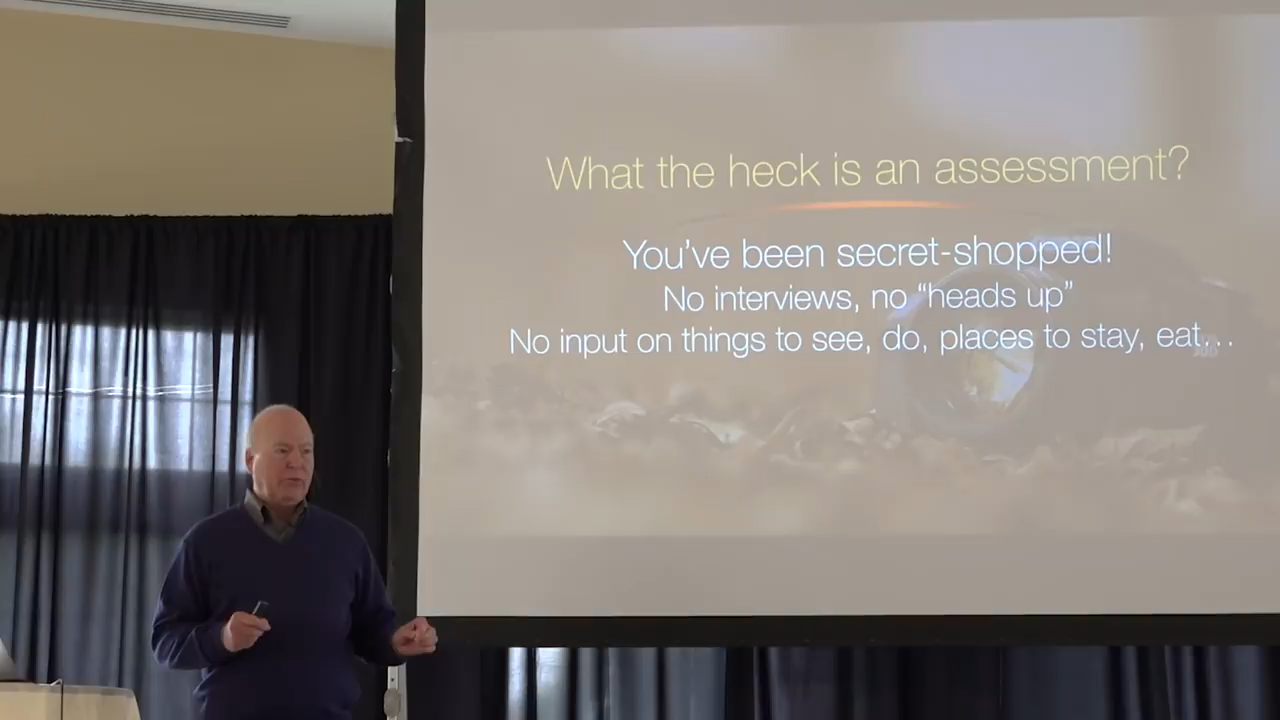 What the heck is an assessment?
You’ve been secret-shopped!
No interviews, no “heads up”
No input on things to see, do, places to stay, eat…